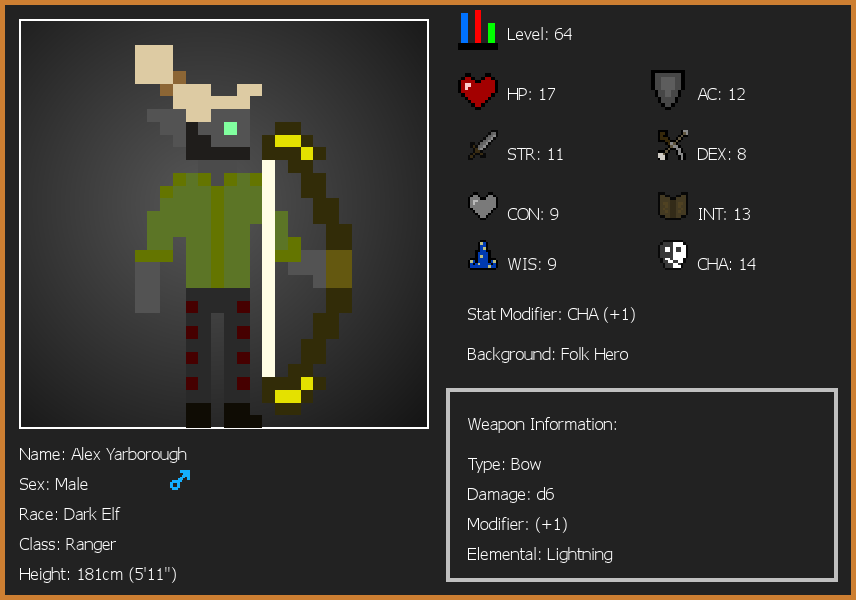 Level: 64
HP: 17
AC: 12
STR: 11
DEX: 8
CON: 9
INT: 13
WIS: 9
CHA: 14
Stat Modifier: CHA (+1)
Background: Folk Hero
Weapon Information:
Type: Bow
Damage: d6
Modifier: (+1)
Elemental: Lightning
Name: Alex Yarborough
Sex: Male
Race: Dark Elf
Class: Ranger
Height: 181cm (5'11")